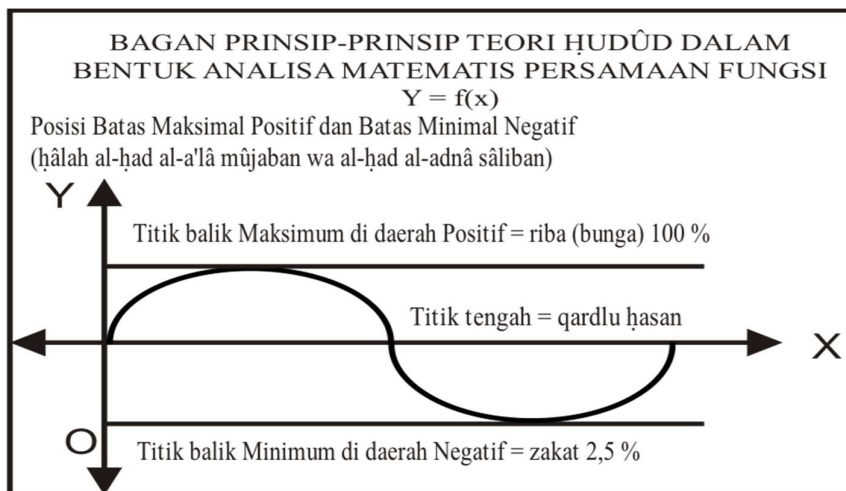 BAGAN PRINSIP-PRINSIP TEORI ḤUDÛD DALAM
BENTUK ANALISA MATEMATIS PERSAMAAN FUNGSI
Y = f(x)
Posisi Batas Maksimal Positif dan Batas Minimal Negatif
(ḥâlah al-ḥad al-a'lâ mûjaban wa al-ḥad al-adnâ sâliban)
Y
Titik balik Maksimum di daerah Positif = riba (bunga) 100 %
Titik tengah = qardlu ḥasan
X
O
Titik balik Minimum di daerah Negatif = zakat 2,5 %